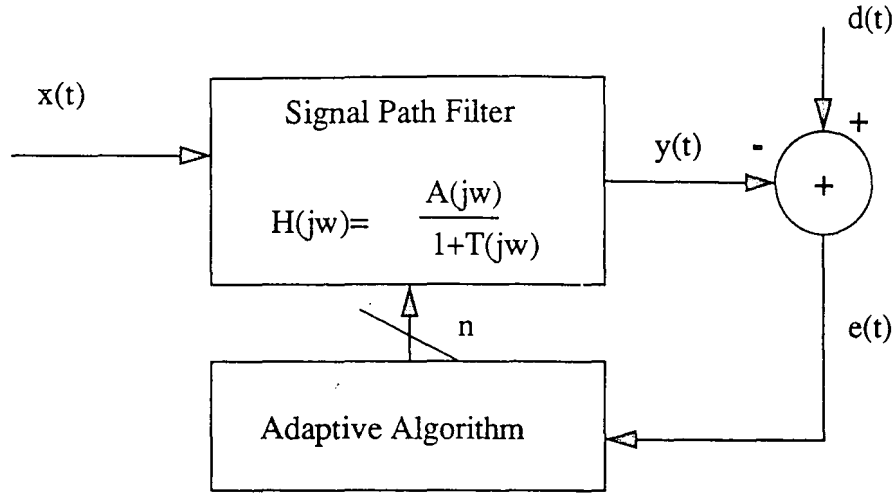 d(t)
x(t)
Signal Path Filter
+
-
y(t)
+
H(jw)= A(jw)
1+T(jw)
n
e(t)
Adaptive Algorithm